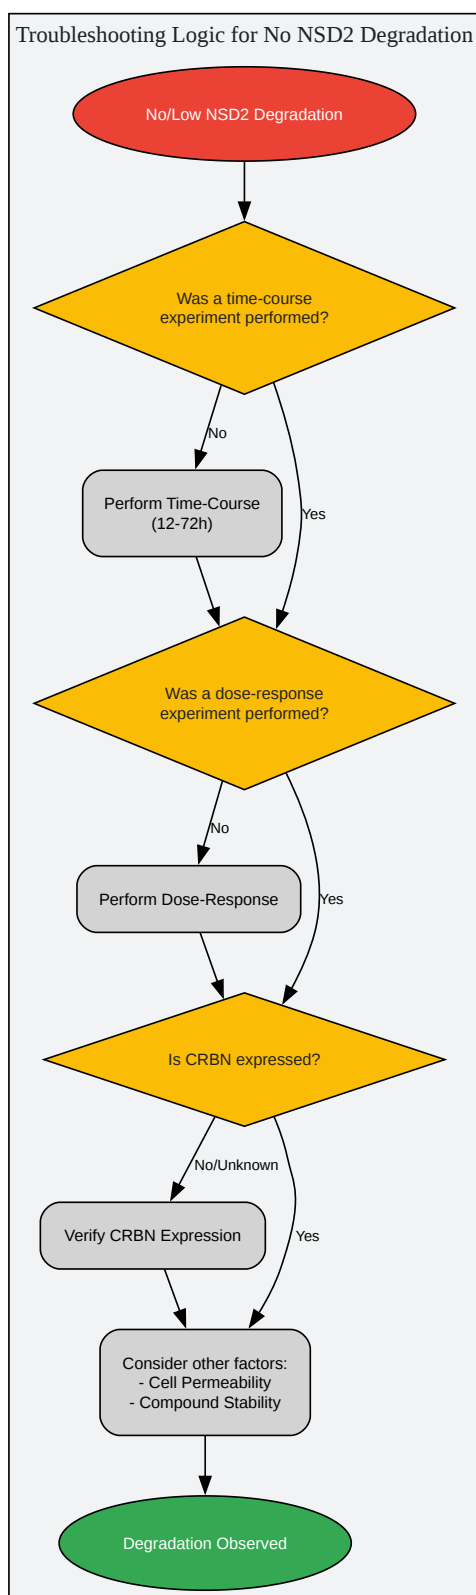 Troubleshooting Logic for No NSD2 Degradation
No/Low NSD2 Degradation
Was a time-course
experiment performed?
No
Yes
Perform Time-Course
(12-72h)
Was a dose-response
experiment performed?
No
Yes
Perform Dose-Response
Is CRBN expressed?
No/Unknown
Yes
Verify CRBN Expression
Consider other factors:
- Cell Permeability
- Compound Stability
Degradation Observed